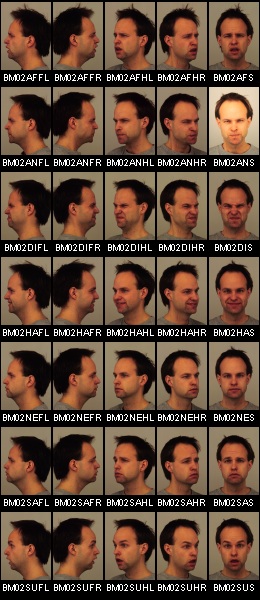 BM02AFFL BM02AFFR BM02AFHL BM02AFHR BM02AFS
BM02ANFL BM02ANFR BM02ANHL BM02ANHR BM02ANS
BM02DIFL BM02DIFR BM02DIHL BM02DIHR BM02DIS
BM02HAFL BM02HAFR BM02HAHL BM02HAHR BM02HAS
BM02NEFL BM02NEFR BM02NEHL BM02NEHR BM02NES
BM02SAFL BM02SAFR BM02SAHL BM02SAHR BM02SAS
BM02SUFL BM02SUFR BM02SUHL BM02SUHR BM02SUS